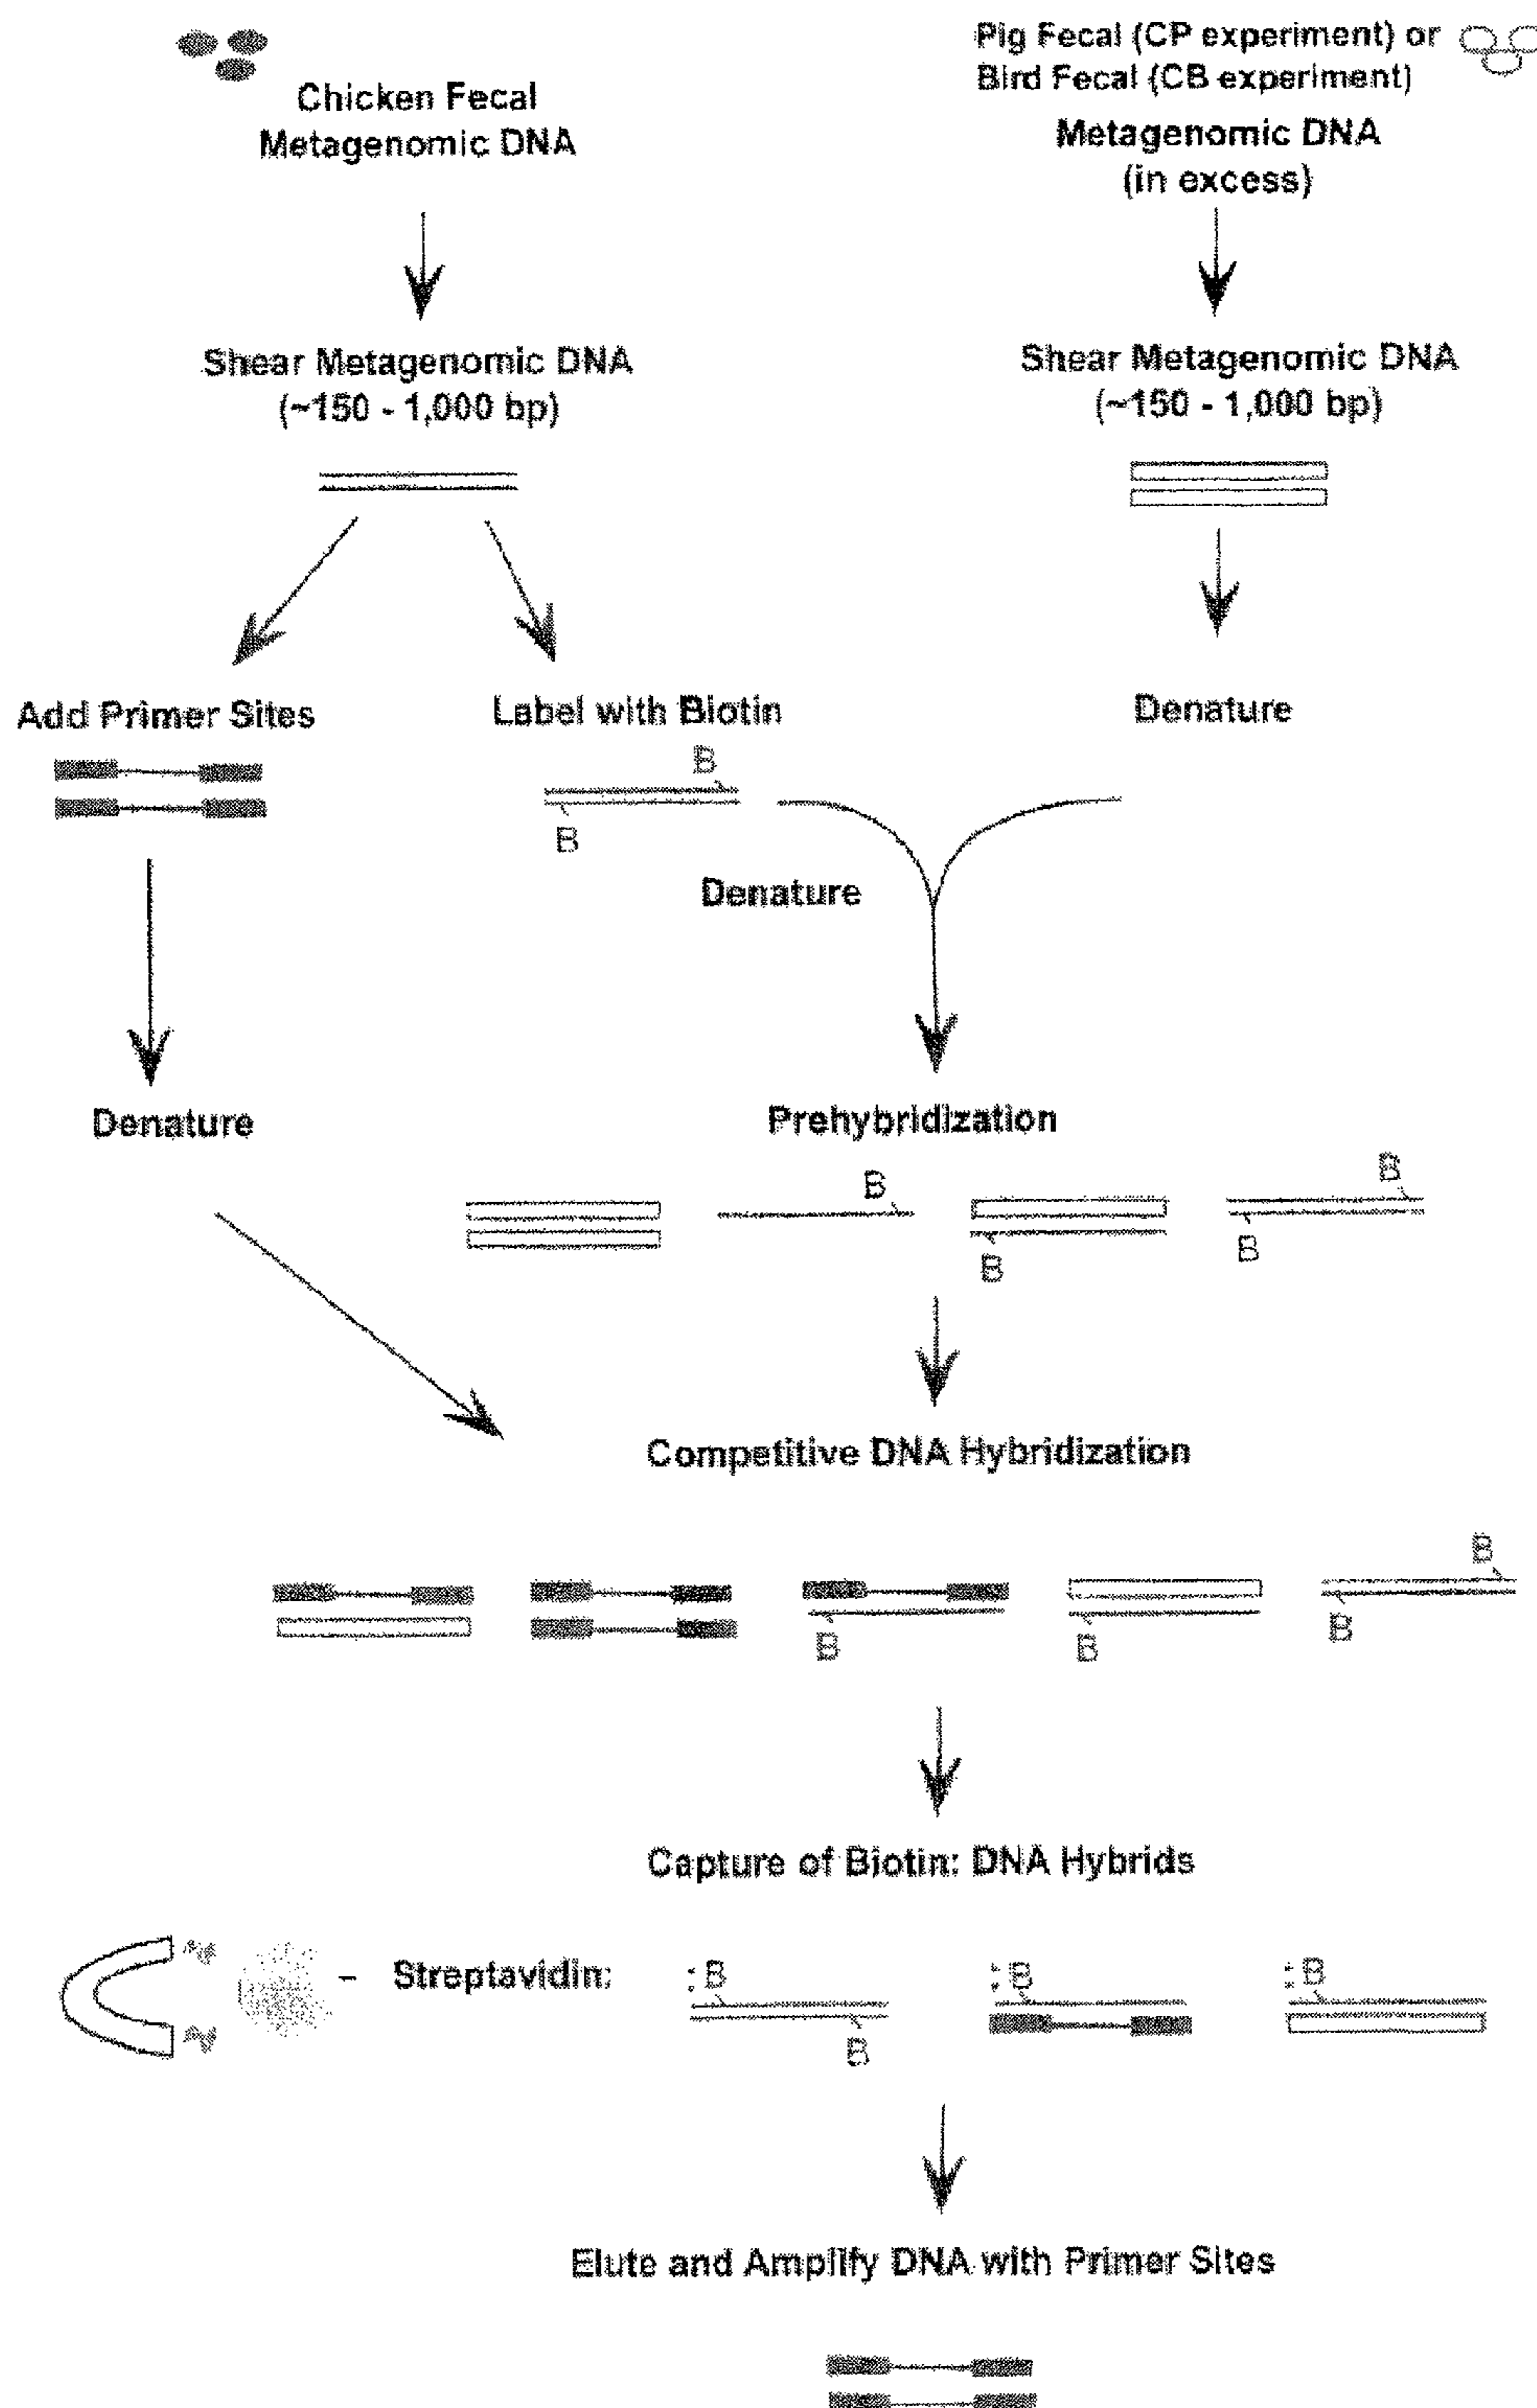 Chicken Fecal
Metagenomic DNA
Pig Fecal (CP experiment) or
Bird Fecal (CB experiment)
Metagenomic DNA
(in excess)
Shear Metagenomic DNA
(~150 - 1,000 bp)
Shear Metagenomic DNA
(~150 - 1,000 bp)
Add Primer Sites
Label with Biotin
Denature
B
B
Denature
Denature
Prehybridization
B
B
B
B
Competitive DNA Hybridization
B
B
B
B
Capture of Biotin: DNA Hybrids
– Streptavidin:
: B
: B
: B
B
Elute and Amplify DNA with Primer Sites